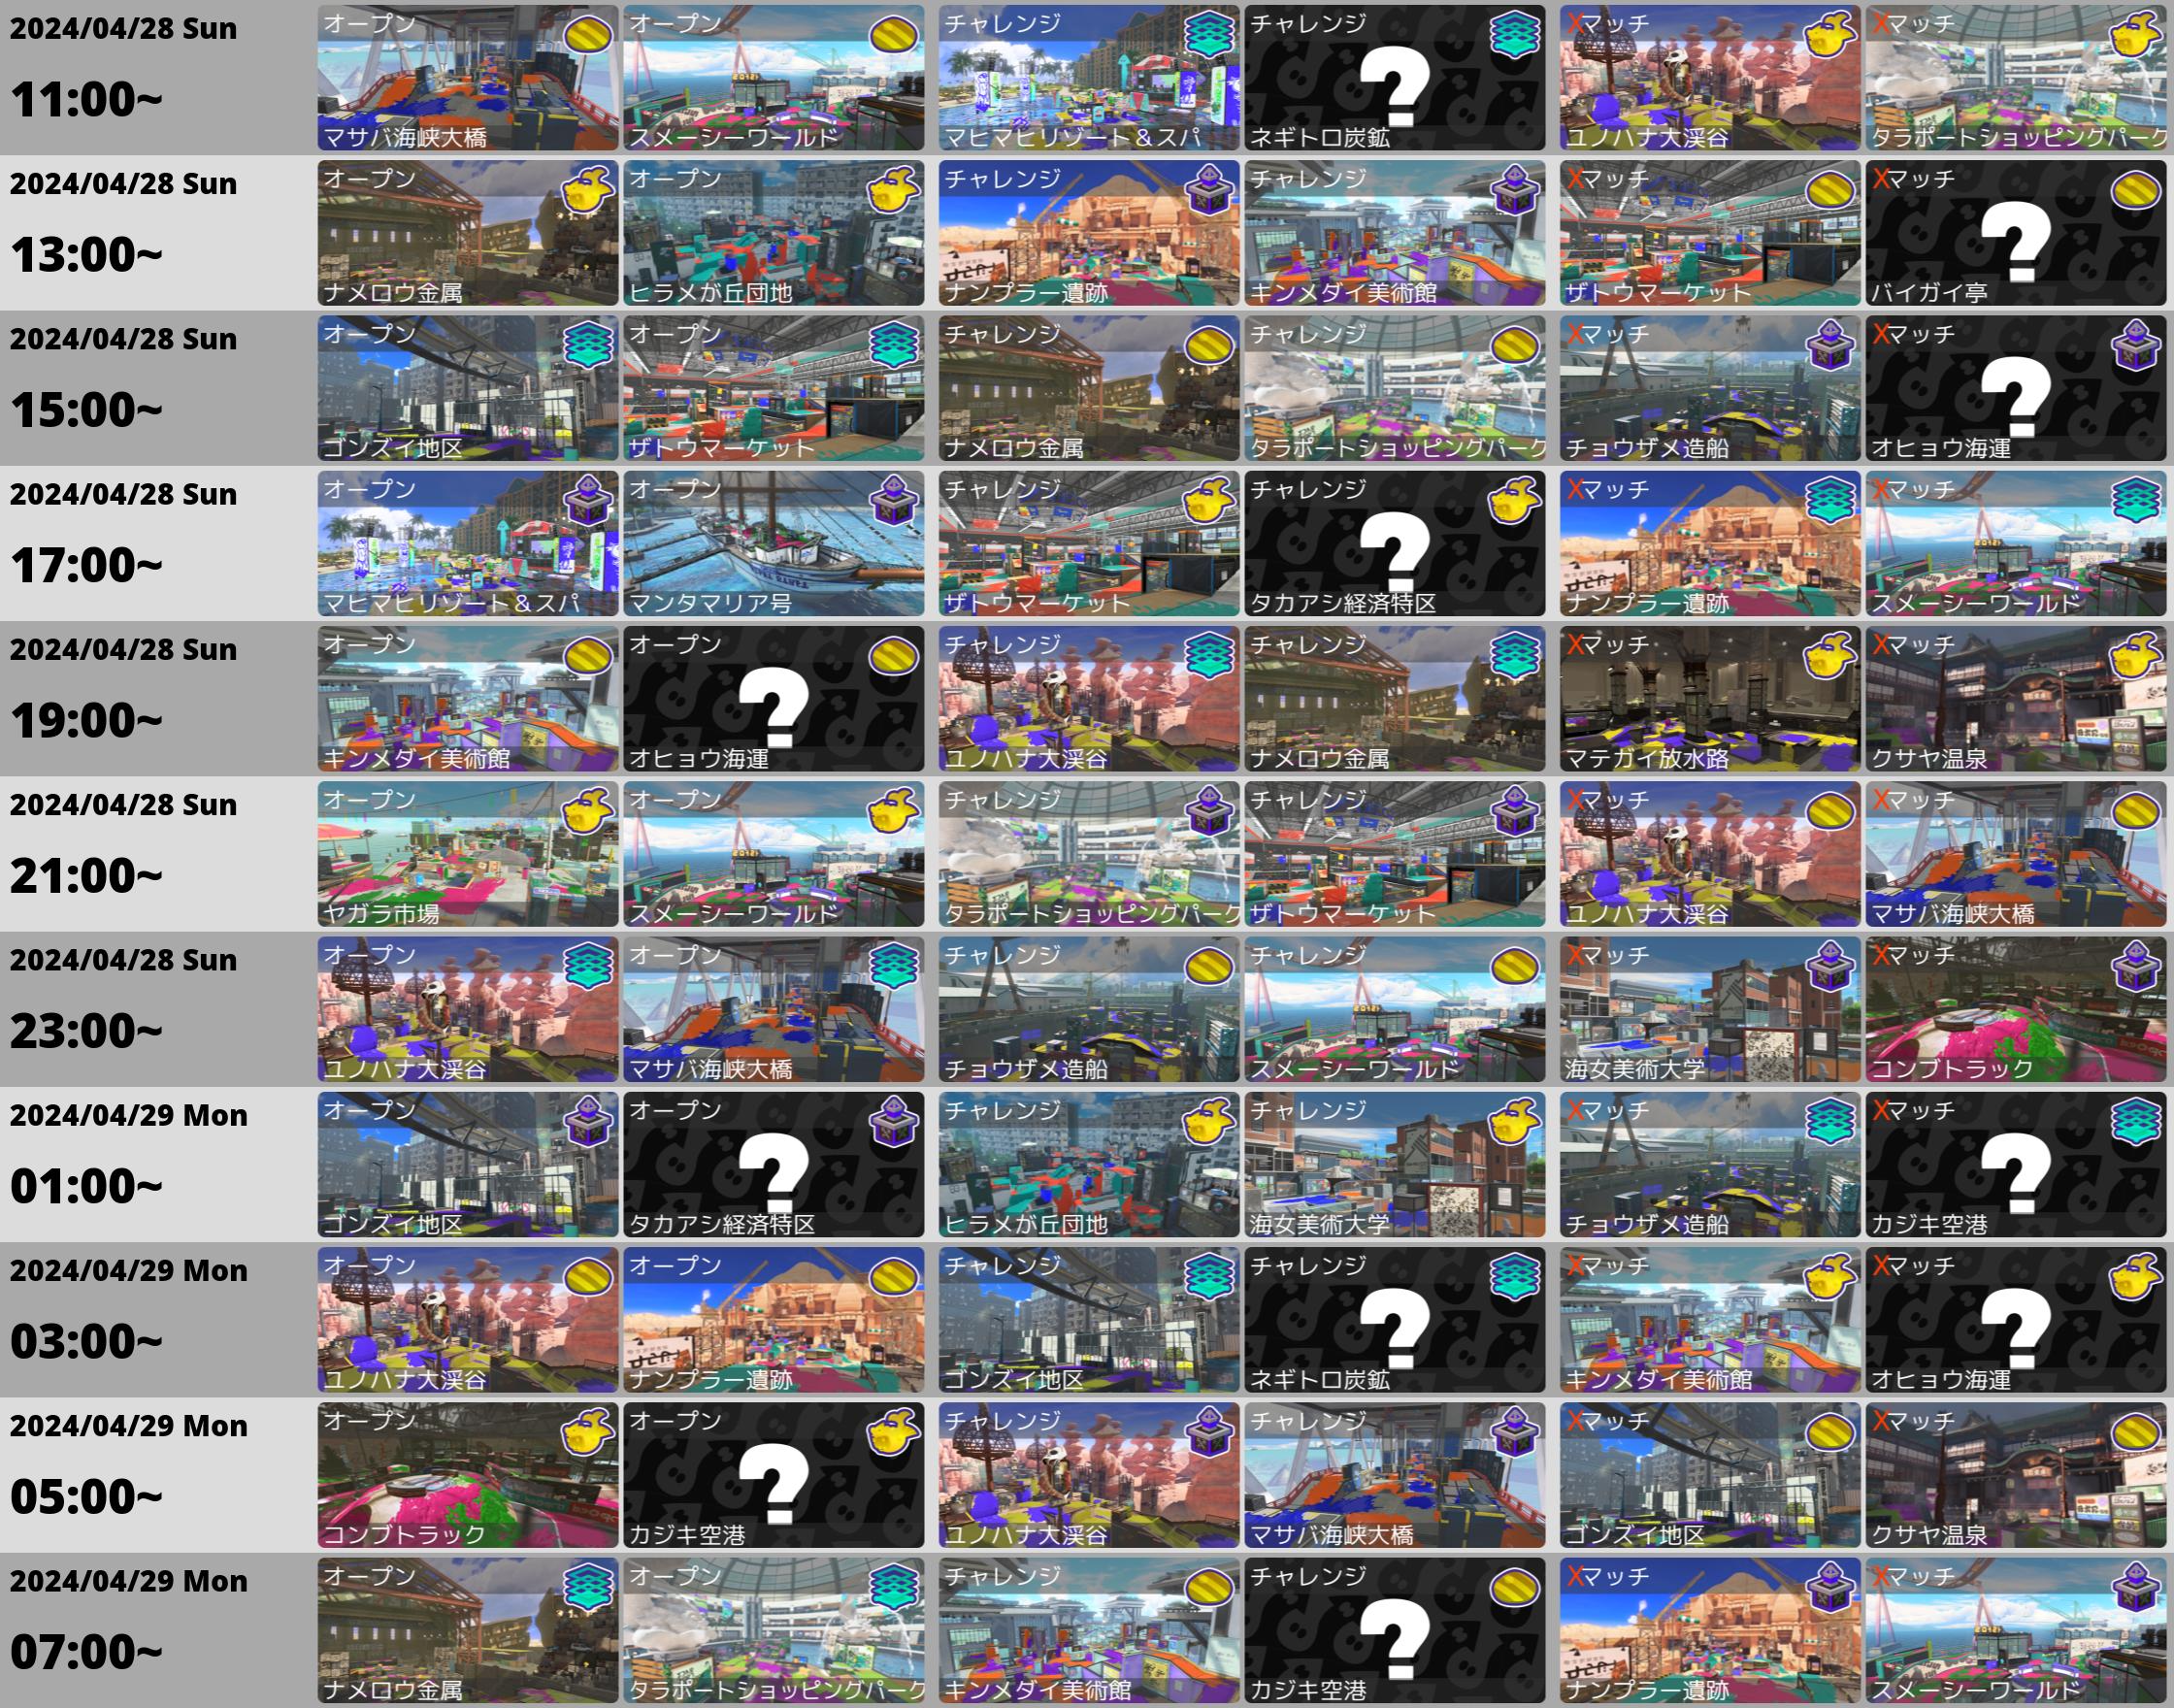 2024/04/28 Sun
11:00~
オープン オープン チャレンジ チャレンジ Xマッチ Xマッチ
マサバ海峡大橋 スメーシーワールド マヒマヒリゾート&スパ ネギトロ炭鉱 ユノハナ大渓谷 タラポートショッピングパーク
2024/04/28 Sun
13:00~
オープン オープン チャレンジ チャレンジ Xマッチ Xマッチ
ナメロウ金属 ヒラメが丘団地 ナンプラー遺跡 キンメダイ美術館 ザトウマーケット バイガイ亭
2024/04/28 Sun
15:00~
オープン オープン チャレンジ チャレンジ Xマッチ Xマッチ
ゴンズイ地区 ザトウマーケット ナメロウ金属 タラポートショッピングパーク チョウザメ造船 オヒョウ海運
2024/04/28 Sun
17:00~
オープン オープン チャレンジ チャレンジ Xマッチ Xマッチ
マヒマヒリゾート&スパ マンタマリア号 ザトウマーケット タカアシ経済特区 ナンプラー遺跡 スメーシーワールド
2024/04/28 Sun
19:00~
オープン オープン チャレンジ チャレンジ Xマッチ Xマッチ
キンメダイ美術館 オヒョウ海運 ユノハナ大渓谷 ナメロウ金属 マテガイ放水路 クサヤ温泉
2024/04/28 Sun
21:00~
オープン オープン チャレンジ チャレンジ Xマッチ Xマッチ
ヤガラ市場 スメーシーワールド タラポートショッピングパーク ザトウマーケット ユノハナ大渓谷 マサバ海峡大橋
2024/04/28 Sun
23:00~
オープン オープン チャレンジ チャレンジ Xマッチ Xマッチ
ユノハナ大渓谷 マサバ海峡大橋 チョウザメ造船 スメーシーワールド 海女美術大学 コンブトラック
2024/04/29 Mon
01:00~
オープン オープン チャレンジ チャレンジ Xマッチ Xマッチ
ゴンズイ地区 タカアシ経済特区 ヒラメが丘団地 海女美術大学 チョウザメ造船 カジキ空港
2024/04/29 Mon
03:00~
オープン オープン チャレンジ チャレンジ Xマッチ Xマッチ
ユノハナ大渓谷 ナンプラー遺跡 ゴンズイ地区 ネギトロ炭鉱 キンメダイ美術館 オヒョウ海運
2024/04/29 Mon
05:00~
オープン オープン チャレンジ チャレンジ Xマッチ Xマッチ
コンブトラック カジキ空港 ユノハナ大渓谷 マサバ海峡大橋 ゴンズイ地区 クサヤ温泉
2024/04/29 Mon
07:00~
オープン オープン チャレンジ チャレンジ Xマッチ Xマッチ
ナメロウ金属 タラポートショッピングパーク キンメダイ美術館 カジキ空港 ナンプラー遺跡 スメーシーワールド